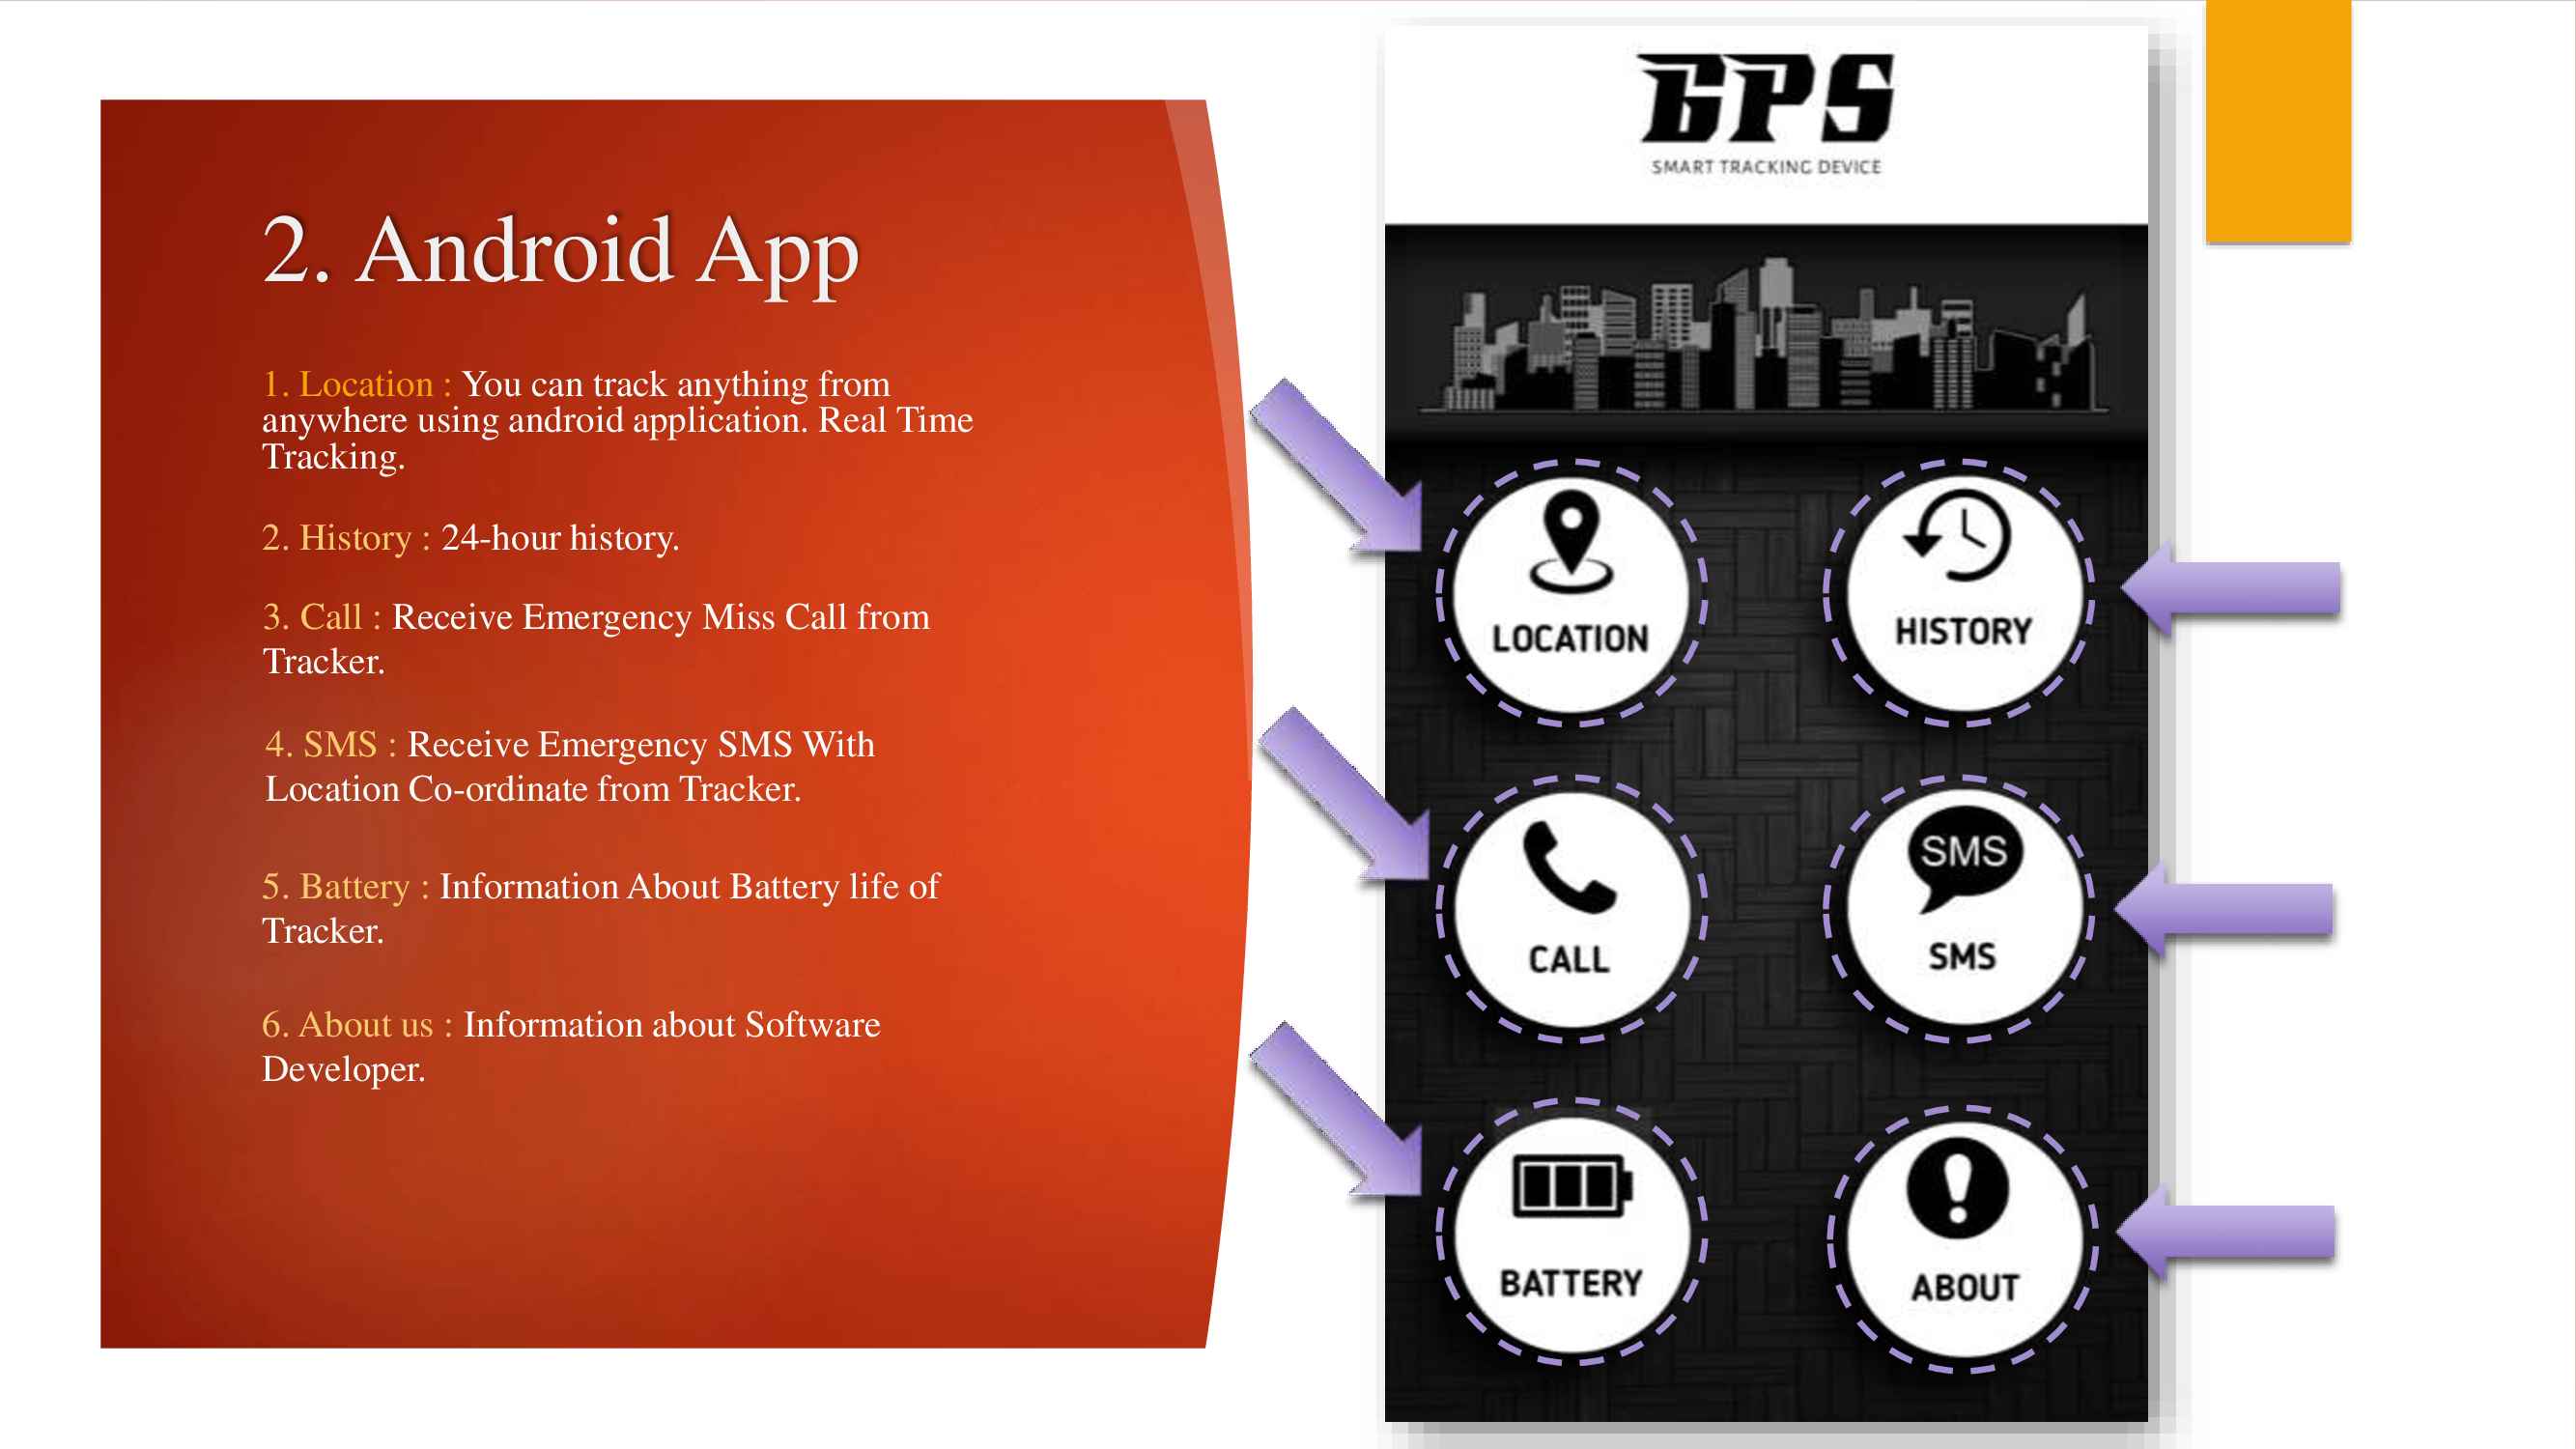 2. Android App
1. Location : You can track anything from
anywhere using android application. Real Time
Tracking.
2. History : 24-hour history.
3. Call : Receive Emergency Miss Call from
Tracker.
4. SMS : Receive Emergency SMS With
Location Co-ordinate from Tracker.
5. Battery : Information About Battery life of
Tracker.
6. About us : Information about Software
Developer.
GPS
SMART TRACKING DEVICE
LOCATION
HISTORY
CALL
SMS
SMS
BATTERY
ABOUT